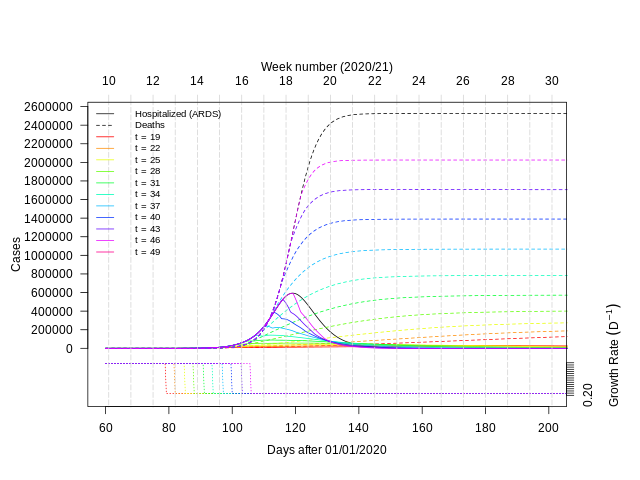 Week number (2020/21)
10 12 14 16 18 20 22 24 26 28 30
2600000
2400000
2200000
2000000
1800000
1600000
1400000
1200000
1000000
800000
600000
400000
200000
0
Cases
Hospitalized (ARDS)
Deaths
t = 19
t = 22
t = 25
t = 28
t = 31
t = 34
t = 37
t = 40
t = 43
t = 46
t = 49
0.20
Growth Rate (D⁻¹)
60 80 100 120 140 160 180 200
Days after 01/01/2020